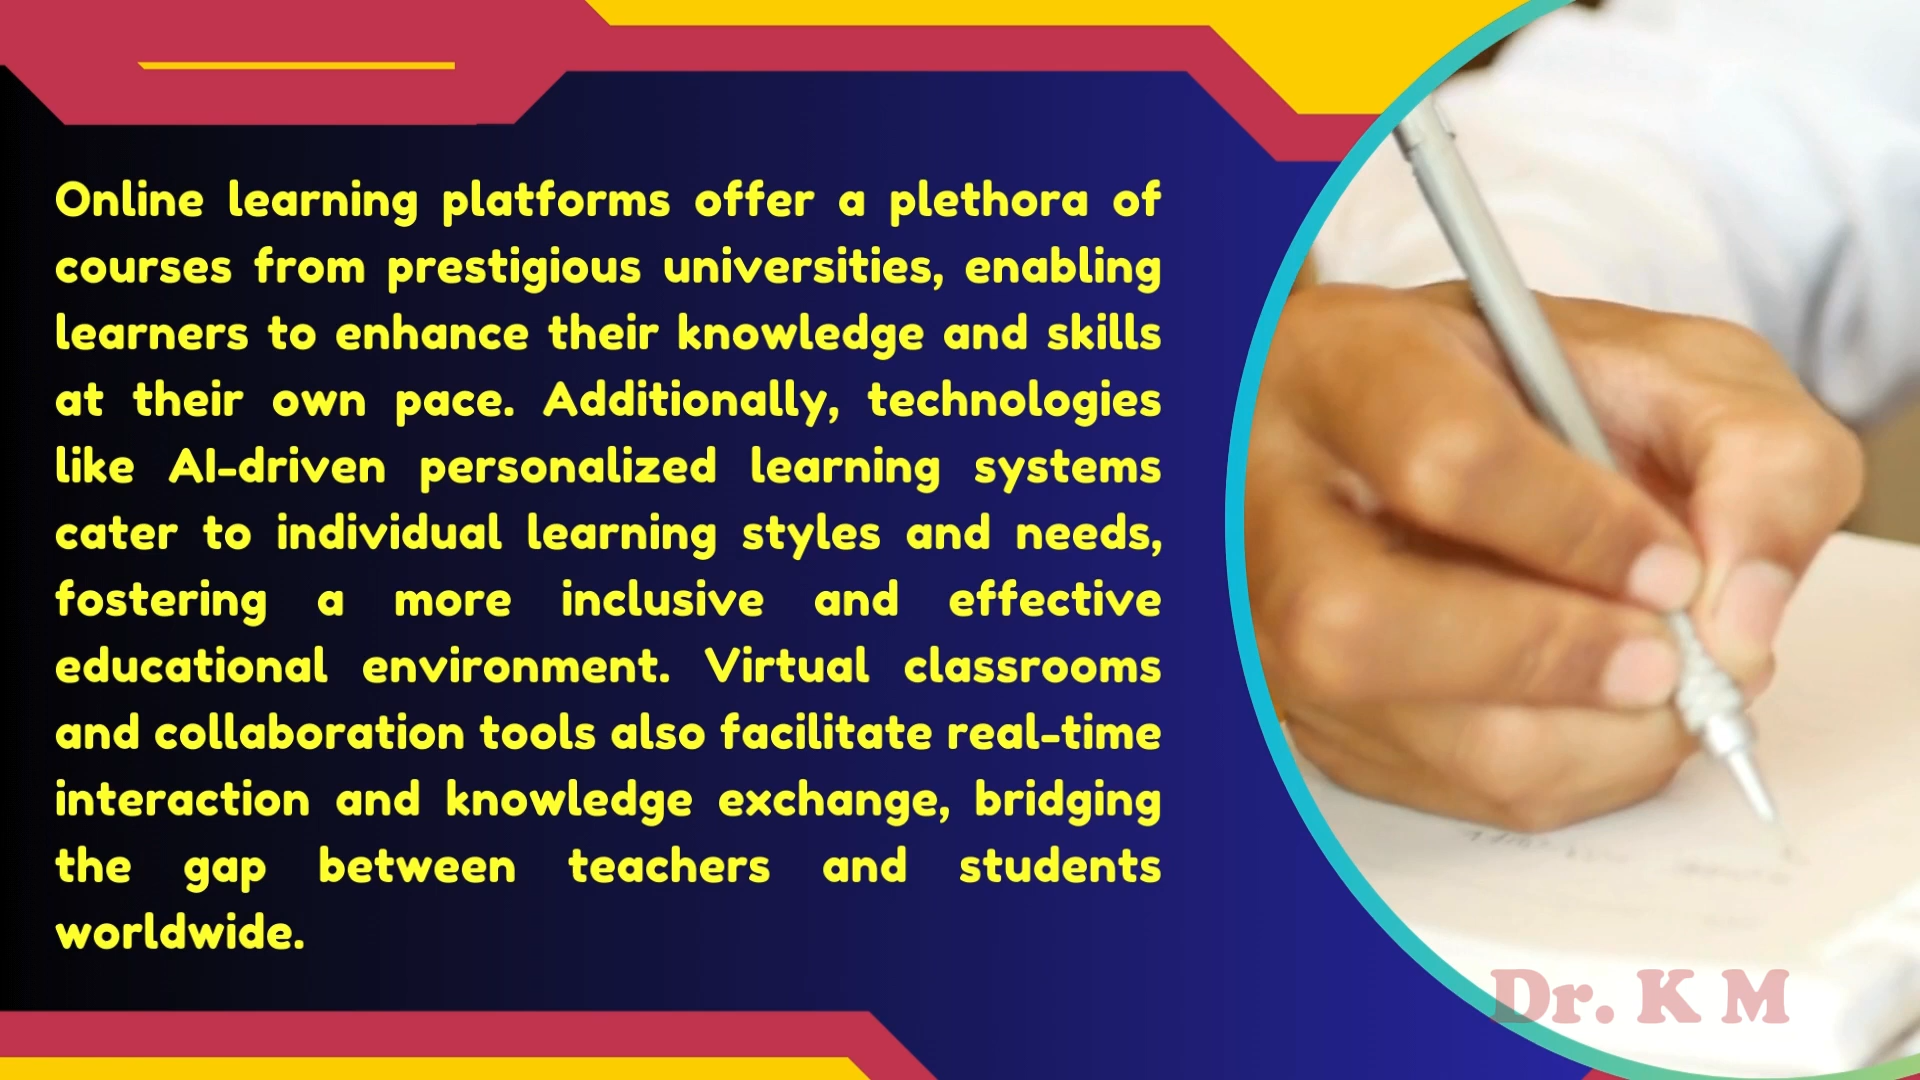 Online learning platforms offer a plethora of
courses from prestigious universities, enabling
learners to enhance their knowledge and skills
at their own pace. Additionally, technologies
like AI-driven personalized learning systems
cater to individual learning styles and needs,
fostering a more inclusive and effective
educational environment. Virtual classrooms
and collaboration tools also facilitate real-time
interaction and knowledge exchange, bridging
the gap between teachers and students
worldwide.
Dr. K M